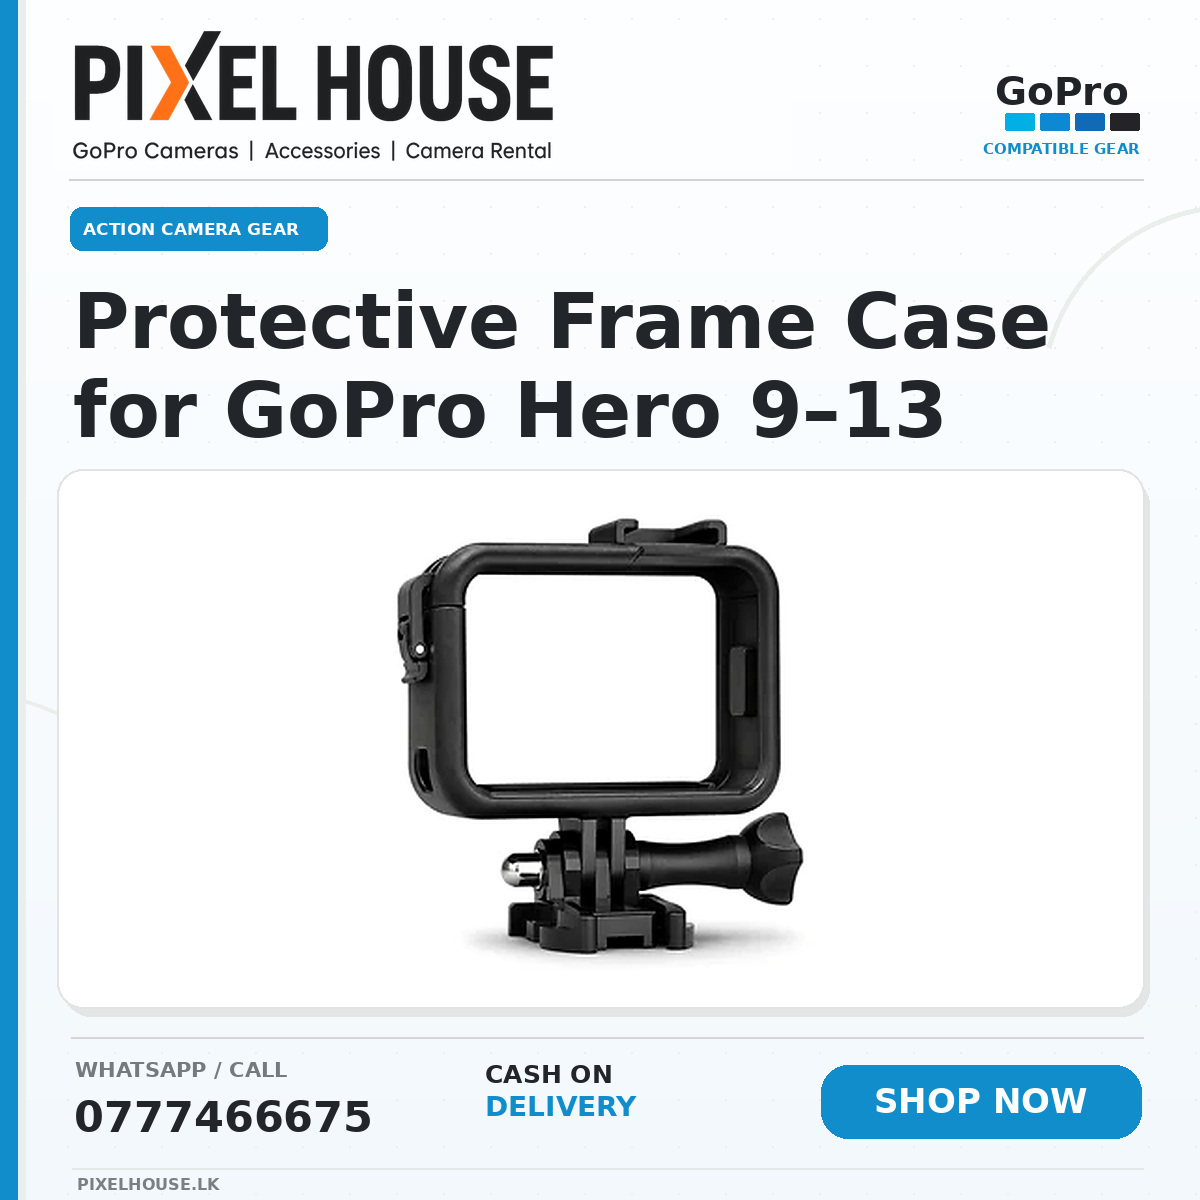 PIXEL HOUSE
GoPro Cameras | Accessories | Camera Rental
GoPro
COMPATIBLE GEAR
ACTION CAMERA GEAR
Protective Frame Case
for GoPro Hero 9–13
WHATSAPP / CALL
0777466675
CASH ON
DELIVERY
SHOP NOW
PIXELHOUSE.LK